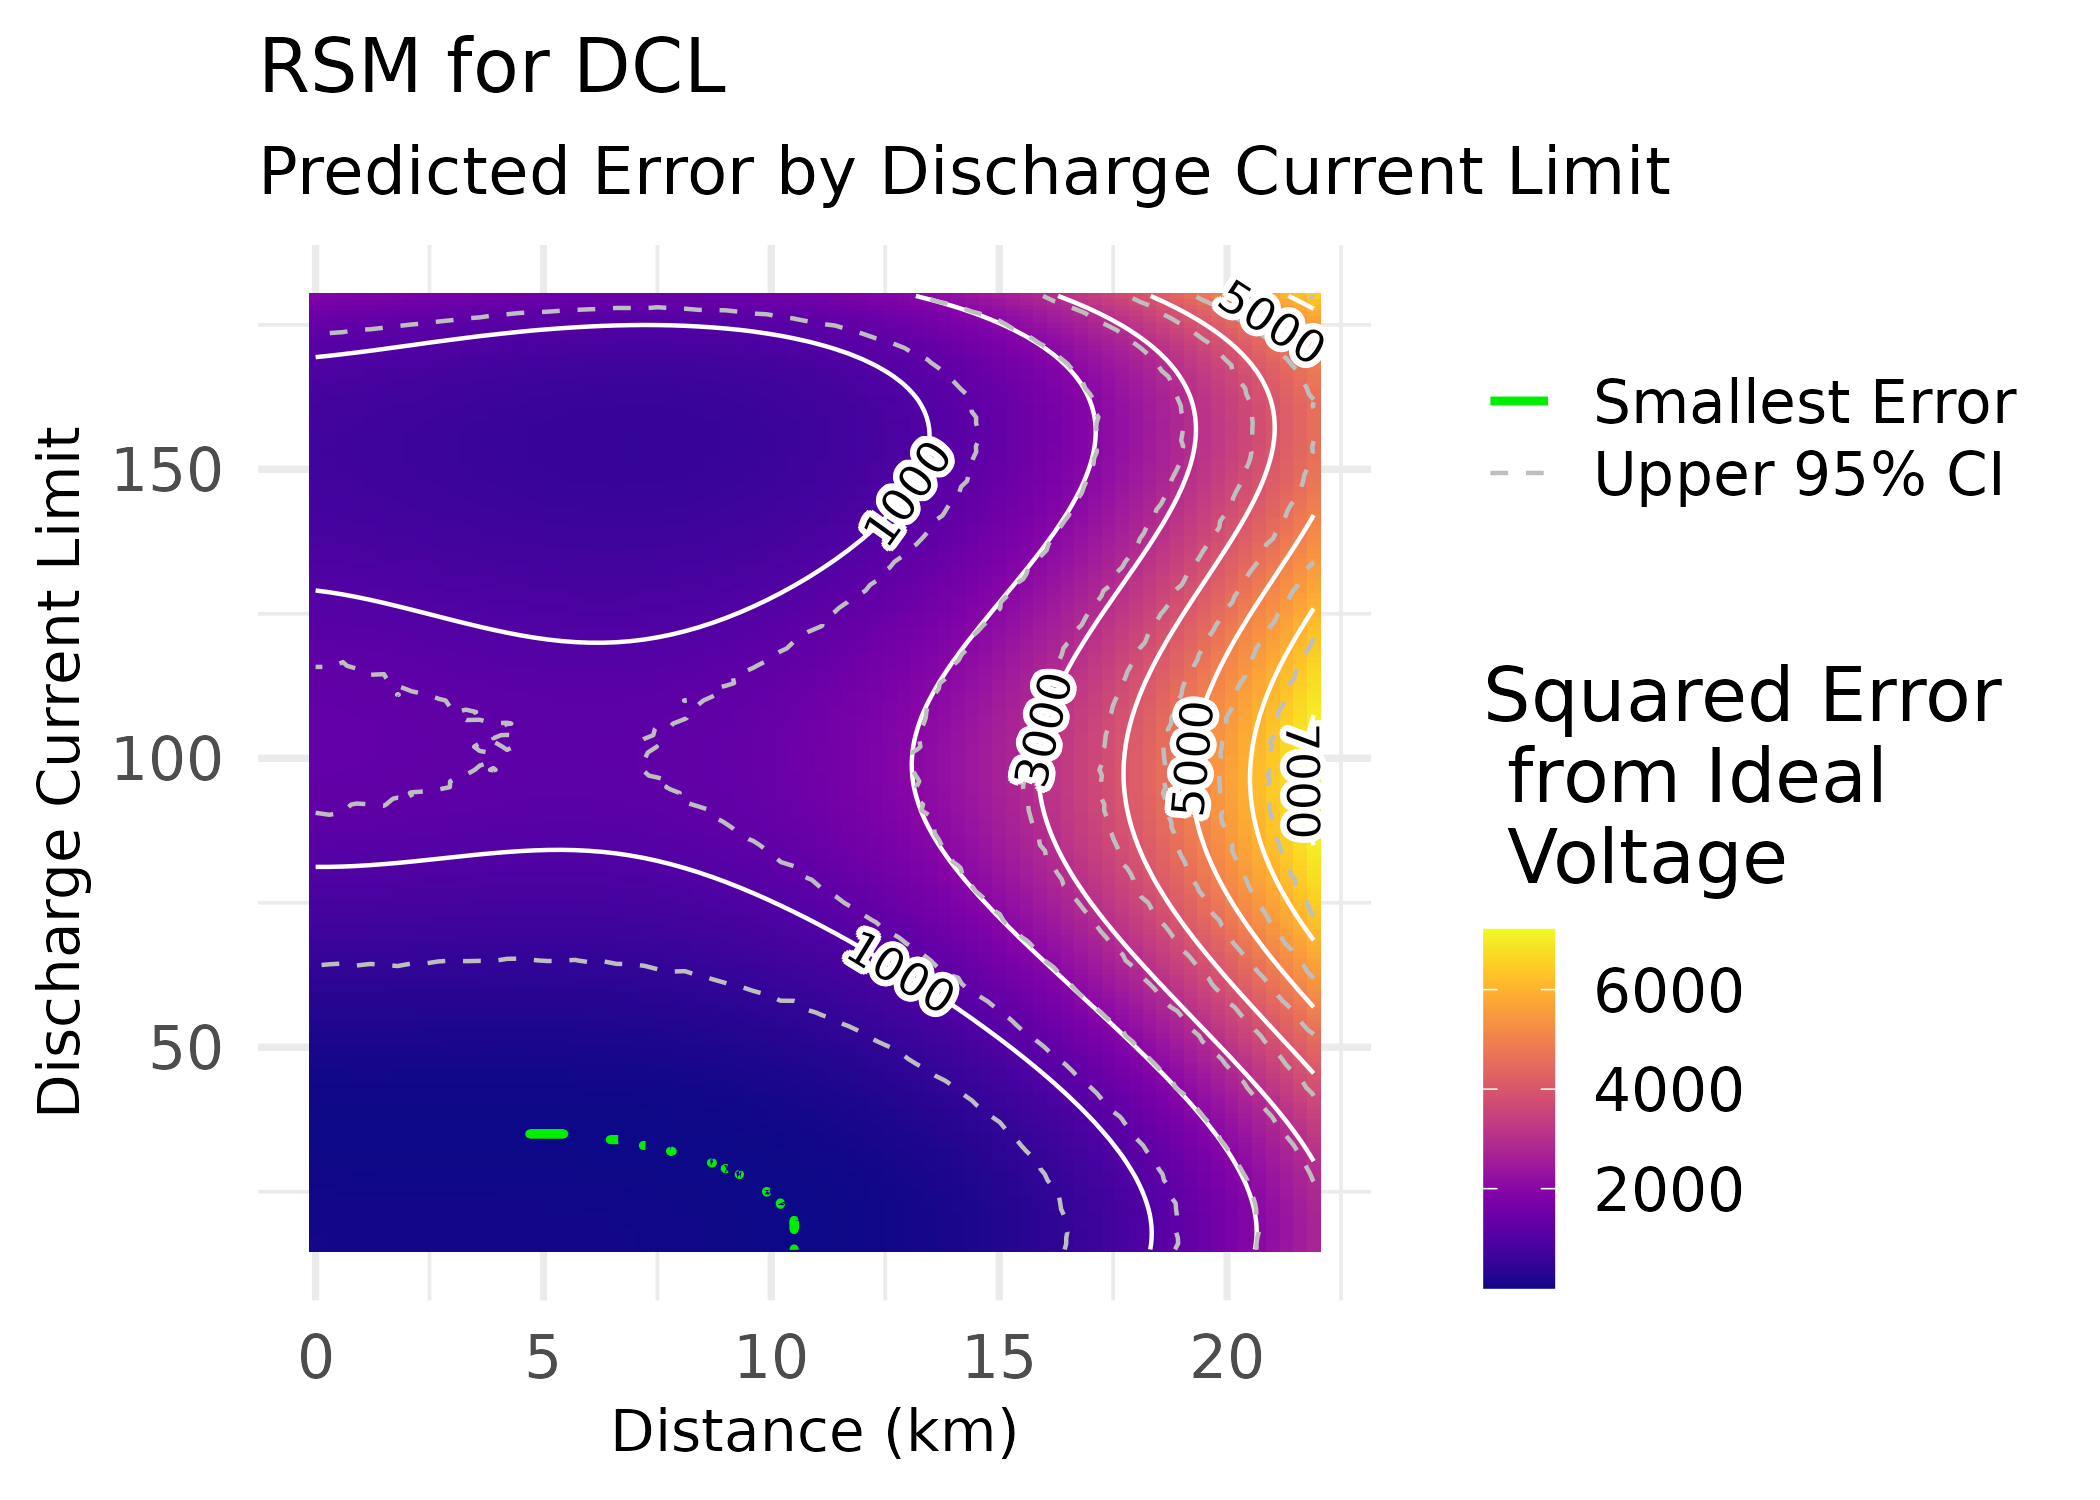 RSM for DCL
Predicted Error by Discharge Current Limit
Discharge Current Limit
150
100
50
0
5
10
15
20
Distance (km)
5000
1000
3000
5000
7000
1000
Smallest Error
Upper 95% CI
Squared Error
from Ideal
Voltage
6000
4000
2000